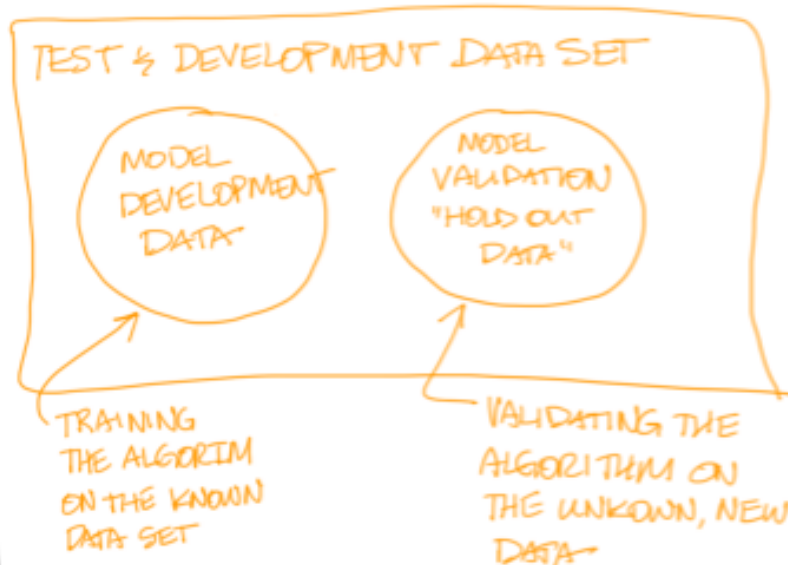 TEST & DEVELOPMENT DATA SET
MODEL
DEVELOPMENT
DATA
MODEL
VALIDATION
"HOLD OUT
DATA"
TRAINING
THE ALGORIM
ON THE KNOWN
DATA SET
VALIDATING THE
ALGORITHM ON
THE UNKOWN, NEW
DATA